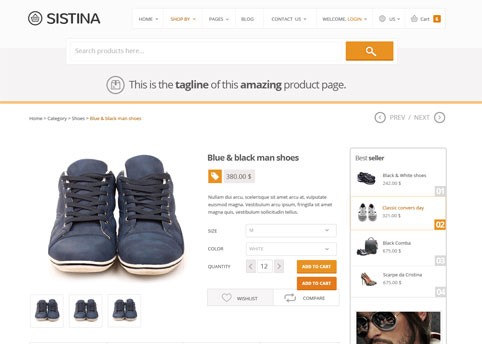 SISTINA
HOME SHOP BY PAGES BLOG CONTACT US WELCOME, LOGIN US Cart 6
Search products here...
This is the tagline of this amazing product page.
Home > Category > Shoes > Blue & black man shoes
PREV / NEXT
Blue & black man shoes
380.00 $
Nullam dui arcu, scelerisque sit amet arcu at, vulputate
euismod magna. Vestibulum arcu ipsum, fringilla sit amet
magna quis, vestibulum sollicitudin tellus.
SIZE M
COLOR WHITE
QUANTITY 12 ADD TO CART
ADD TO CART
WISHLIST COMPARE
Best seller
Black & White shoes
242.00 $
01
Classic convers day
321.00 $
02
Black Comba
675.00 $
03
Scarpe da Cristina
675.00 $
04